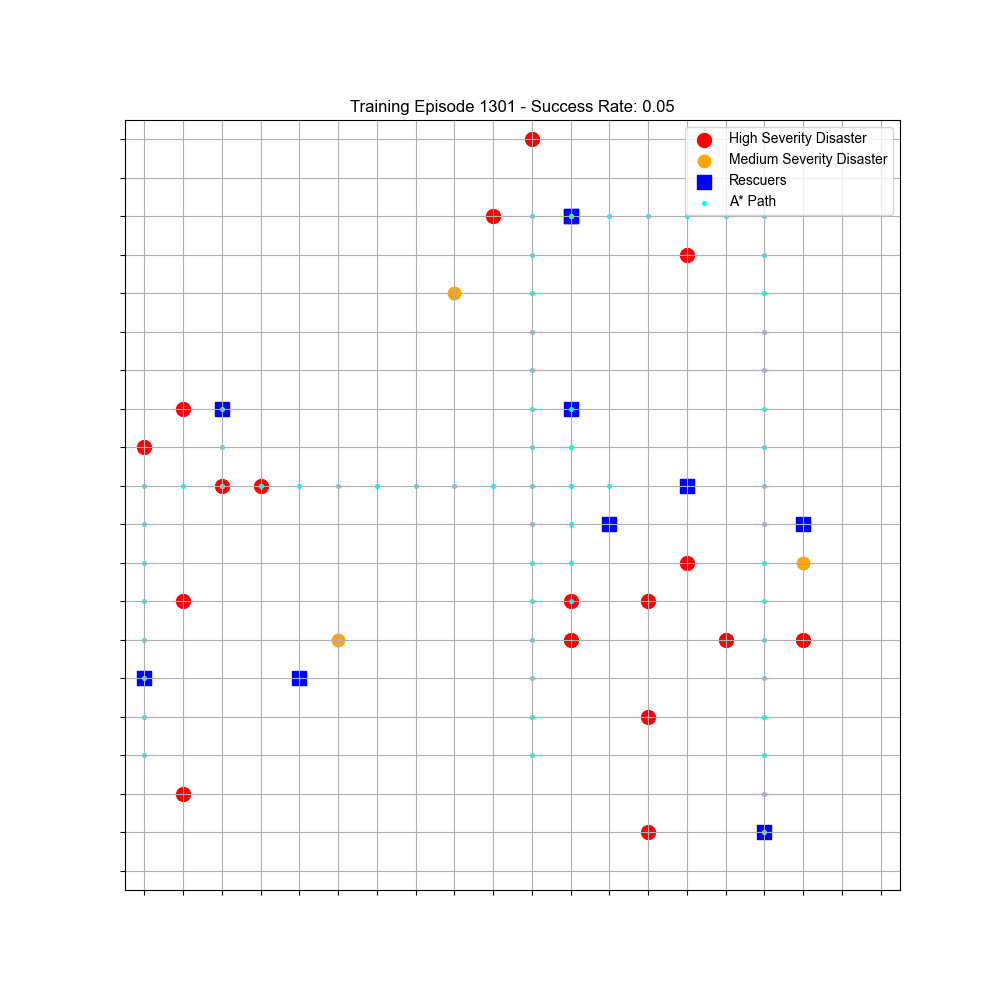 Training Episode 1301 - Success Rate: 0.05
High Severity Disaster
Medium Severity Disaster
Rescuers
A* Path